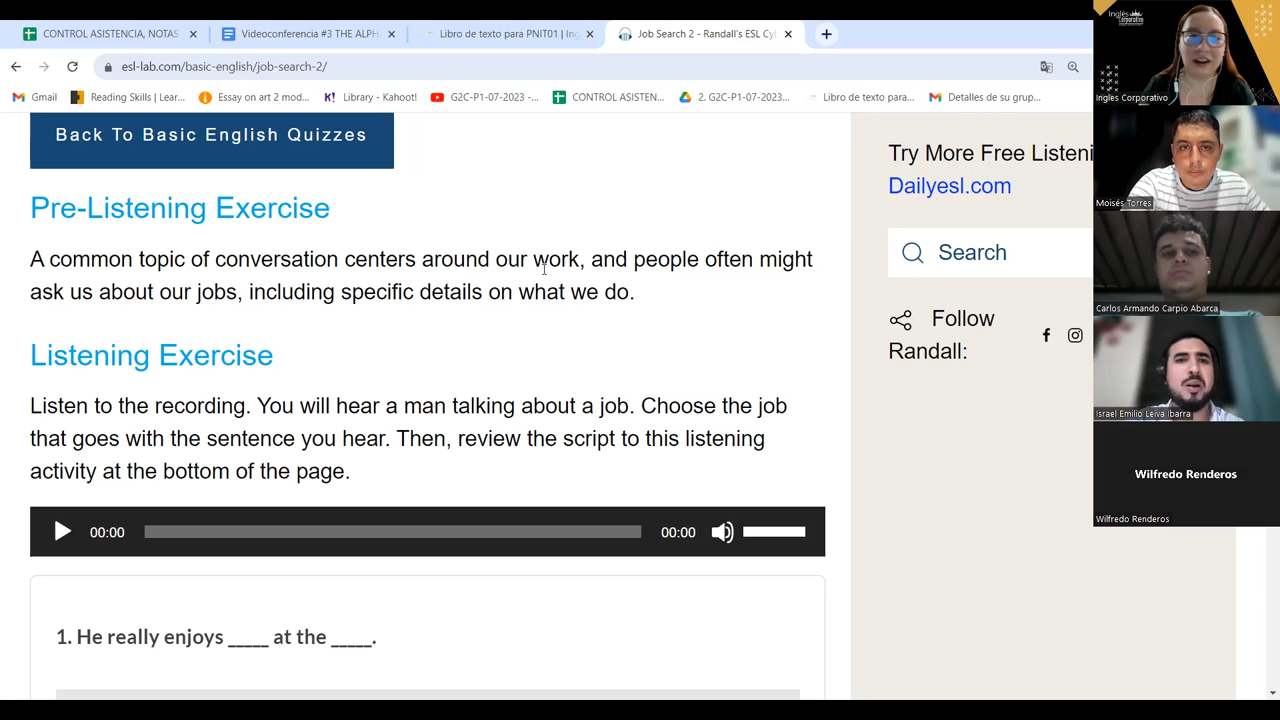 CONTROL ASISTENCIA, NOTAS
Videoconferencia #3 THE ALPH
Libro de texto para PNIT01 | Ing
Job Search 2 - Randall's ESL Cy
esl-lab.com/basic-english/job-search-2/
Gmail
Reading Skills | Lear...
Essay on art 2 mod...
Library - Kahoot!
G2C-P1-07-2023 -...
CONTROL ASISTEN...
2. G2C-P1-07-2023...
Libro de texto para...
Detalles de su grup...
Back To Basic English Quizzes
Pre-Listening Exercise
A common topic of conversation centers around our work, and people often might
ask us about our jobs, including specific details on what we do.
Listening Exercise
Listen to the recording. You will hear a man talking about a job. Choose the job
that goes with the sentence you hear. Then, review the script to this listening
activity at the bottom of the page.
00:00
00:00
1. He really enjoys _____ at the _____.
Try More Free Listeni
Dailyesl.com
Search
Follow
Randall:
Inglés
Corporativo
Ingles Corporativo
Moisés Torres
Carlos Armando Carpio Abarca
Israel Emilio Leiva Ibarra
Wilfredo Renderos
Wilfredo Renderos